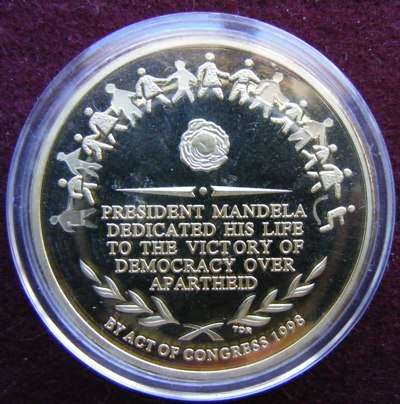 PRESIDENT MANDELA
DEDICATED HIS LIFE
TO THE VICTORY OF
DEMOCRACY OVER
APARTHEID
TDR
BY ACT OF CONGRESS 1998